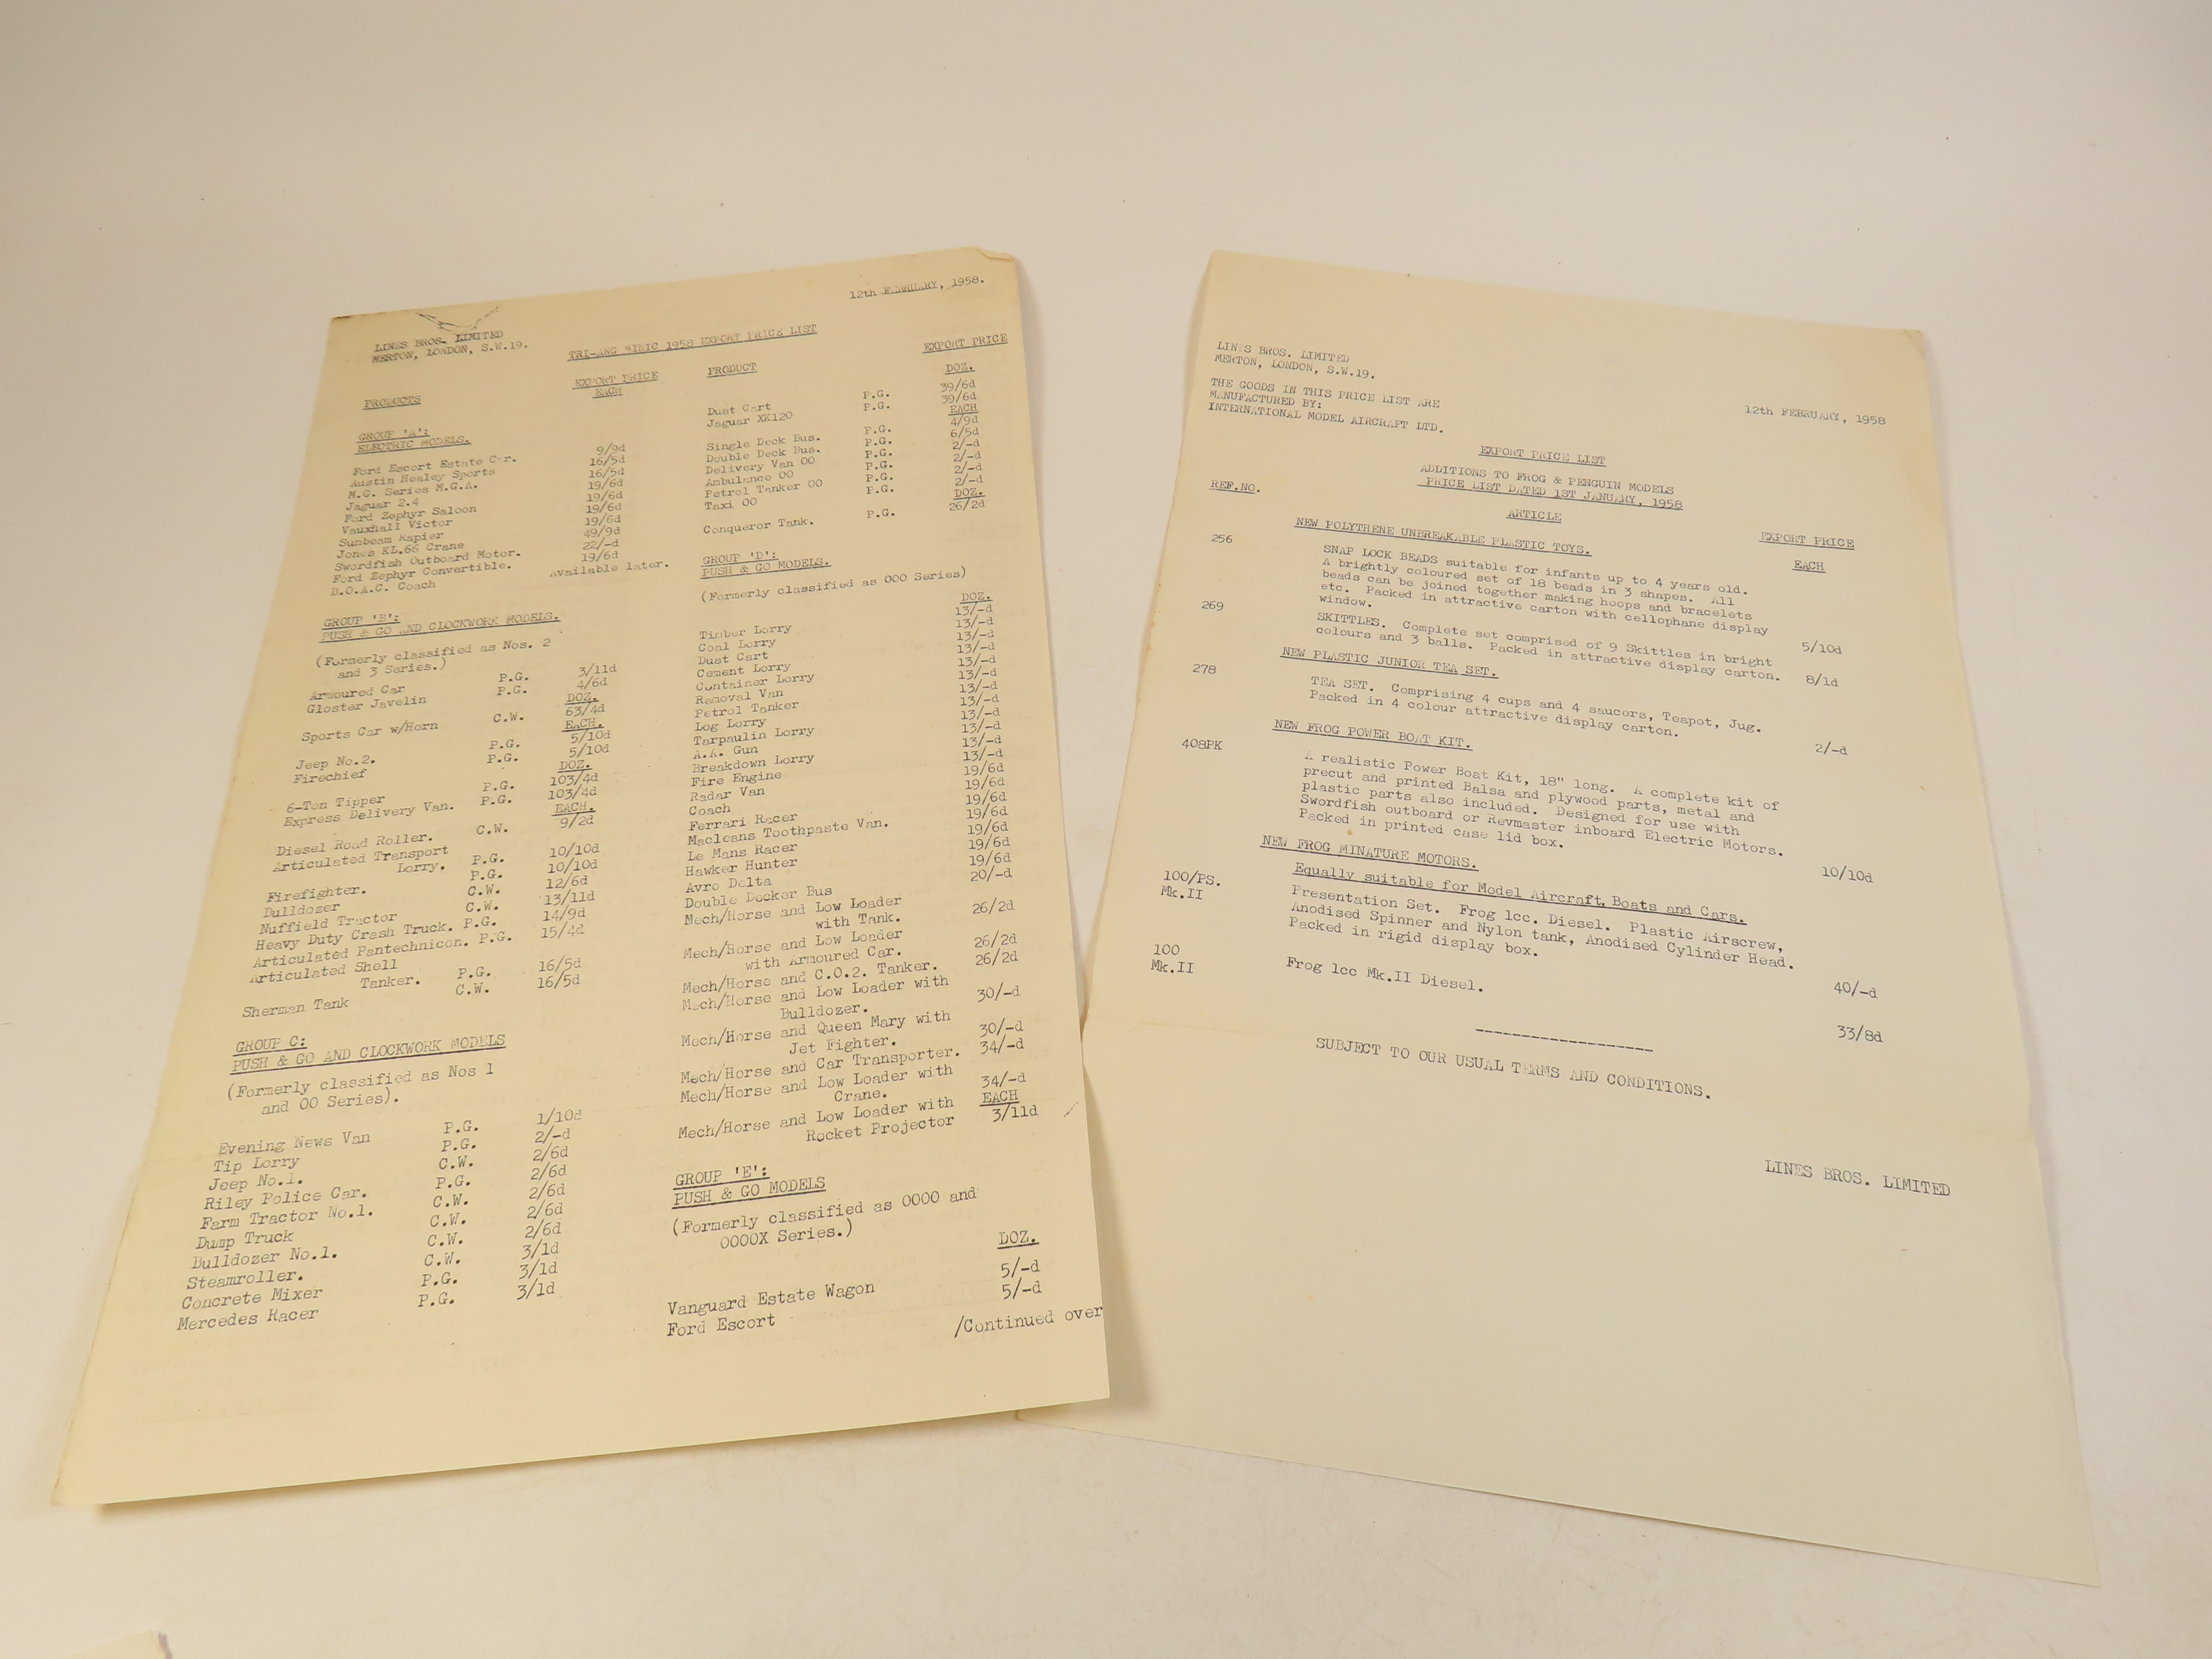 12th FEBRUARY, 1958.
LINES BROS. LIMITED
MERTON, LONDON, S.W.19.
TRI-ANG MINIC 1958 EXPORT PRICE LIST
PRODUCTS
EXPORT PRICE
EACH
GROUP 'A':
ELECTRIC MODELS.
Ford Escort Estate Car. 9/9d
Austin Healey Sports 16/5d
M.G. Series M.G.A. 16/5d
Jaguar 2.4 19/6d
Ford Zephyr Saloon 19/6d
Vauxhall Victor 19/6d
Sunbeam Rapier 19/6d
Jones KL.66 Crane 49/9d
Swordfish Outboard Motor. 22/-d
Ford Zephyr Convertible. 19/6d
B.O.A.C. Coach Available later.
GROUP 'B':
PUSH & GO AND CLOCKWORK MODELS.
(Formerly classified as Nos. 2
and 3 Series.)
Armoured Car P.G. 3/11d
Gloster Javelin P.G. 4/6d
DOZ.
Sports Car w/Horn C.W. 63/4d
EACH.
Jeep No.2. P.G. 5/10d
Firechief P.G. 5/10d
DOZ.
6-Ton Tipper P.G. 103/4d
Express Delivery Van. P.G. 103/4d
EACH.
Diesel Road Roller. C.W. 9/2d
Articulated Transport
Lorry. P.G. 10/10d
Firefighter. P.G. 10/10d
Bulldozer C.W. 12/6d
Nuffield Tractor C.W. 13/11d
Heavy Duty Crash Truck. P.G. 14/9d
Articulated Pantechnicon. P.G. 15/4d
Articulated Shell
Tanker. P.G. 16/5d
Sherman Tank C.W. 16/5d
GROUP C:
PUSH & GO AND CLOCKWORK MODELS
(Formerly classified as Nos 1
and 00 Series).
Evening News Van P.G. 1/10d
Tip Lorry P.G. 2/-d
Jeep No.1. C.W. 2/6d
Riley Police Car. P.G. 2/6d
Farm Tractor No.1. C.W. 2/6d
Dump Truck C.W. 2/6d
Bulldozer No.1. C.W. 2/6d
Steamroller. C.W. 3/1d
Concrete Mixer P.G. 3/1d
Mercedes Racer P.G. 3/1d
PRODUCT
EXPORT PRICE
DOZ.
Dust Cart P.G. 39/6d
Jaguar XK120 P.G. 39/6d
EACH
Single Deck Bus. P.G. 4/9d
Double Deck Bus. P.G. 6/5d
Delivery Van 00 P.G. 2/-d
Ambulance 00 P.G. 2/-d
Petrol Tanker 00 P.G. 2/-d
Taxi 00 P.G. 2/-d
DOZ.
Conqueror Tank. P.G. 26/2d
GROUP 'D':
PUSH & GO MODELS.
(Formerly classified as 000 Series)
DOZ.
Timber Lorry 13/-d
Coal Lorry 13/-d
Dust Cart 13/-d
Cement Lorry 13/-d
Container Lorry 13/-d
Removal Van 13/-d
Petrol Tanker 13/-d
Log Lorry 13/-d
Tarpaulin Lorry 13/-d
A.A. Gun 13/-d
Breakdown Lorry 13/-d
Fire Engine 13/-d
Radar Van 19/6d
Coach 19/6d
Ferrari Racer 19/6d
Macleans Toothpaste Van. 19/6d
Le Mans Racer 19/6d
Hawker Hunter 19/6d
Avro Delta 19/6d
Double Decker Bus 20/-d
Mech/Horse and Low Loader
with Tank. 26/2d
Mech/Horse and Low Loader
with Armoured Car. 26/2d
Mech/Horse and C.O.2. Tanker. 26/2d
Mech/Horse and Low Loader with
Bulldozer. 30/-d
Mech/Horse and Queen Mary with
Jet Fighter. 30/-d
Mech/Horse and Car Transporter. 34/-d
Mech/Horse and Low Loader with
Crane. 34/-d
EACH
Mech/Horse and Low Loader with
Rocket Projector 3/11d
GROUP 'E':
PUSH & GO MODELS
(Formerly classified as 0000 and
0000X Series.)
DOZ.
Vanguard Estate Wagon 5/-d
Ford Escort 5/-d
/Continued over
LINES BROS. LIMITED
MERTON, LONDON, S.W.19.
THE GOODS IN THIS PRICE LIST ARE
MANUFACTURED BY:
INTERNATIONAL MODEL AIRCRAFT LTD.
12th FEBRUARY, 1958
EXPORT PRICE LIST
ADDITIONS TO FROG & PENGUIN MODELS
PRICE LIST DATED 1ST JANUARY, 1958
REF.NO.
ARTICLE
EXPORT PRICE
EACH
NEW POLYTHENE UNBREAKABLE PLASTIC TOYS.
256 SNAP LOCK BEADS suitable for infants up to 4 years old.
A brightly coloured set of 18 beads in 3 shapes. All
beads can be joined together making hoops and bracelets
etc. Packed in attractive carton with cellophane display
window. 5/10d
269 SKITTLES. Complete set comprised of 9 Skittles in bright
colours and 3 balls. Packed in attractive display carton. 8/1d
NEW PLASTIC JUNIOR TEA SET.
278 TEA SET. Comprising 4 cups and 4 saucers, Teapot, Jug.
Packed in 4 colour attractive display carton. 2/-d
NEW FROG POWER BOAT KIT.
408PK A realistic Power Boat Kit, 18" long. A complete kit of
precut and printed Balsa and plywood parts, metal and
plastic parts also included. Designed for use with
Swordfish outboard or Revmaster inboard Electric Motors.
Packed in printed case lid box. 10/10d
NEW FROG MINATURE MOTORS.
Equally suitable for Model Aircraft, Boats and Cars.
100/PS. Presentation Set. Frog 1cc. Diesel. Plastic Airscrew,
Mk.II Anodised Spinner and Nylon tank, Anodised Cylinder Head.
Packed in rigid display box. 40/-d
100
Mk.II Frog 1cc Mk.II Diesel. 33/8d
------------------
SUBJECT TO OUR USUAL TERMS AND CONDITIONS.
LINES BROS. LIMITED